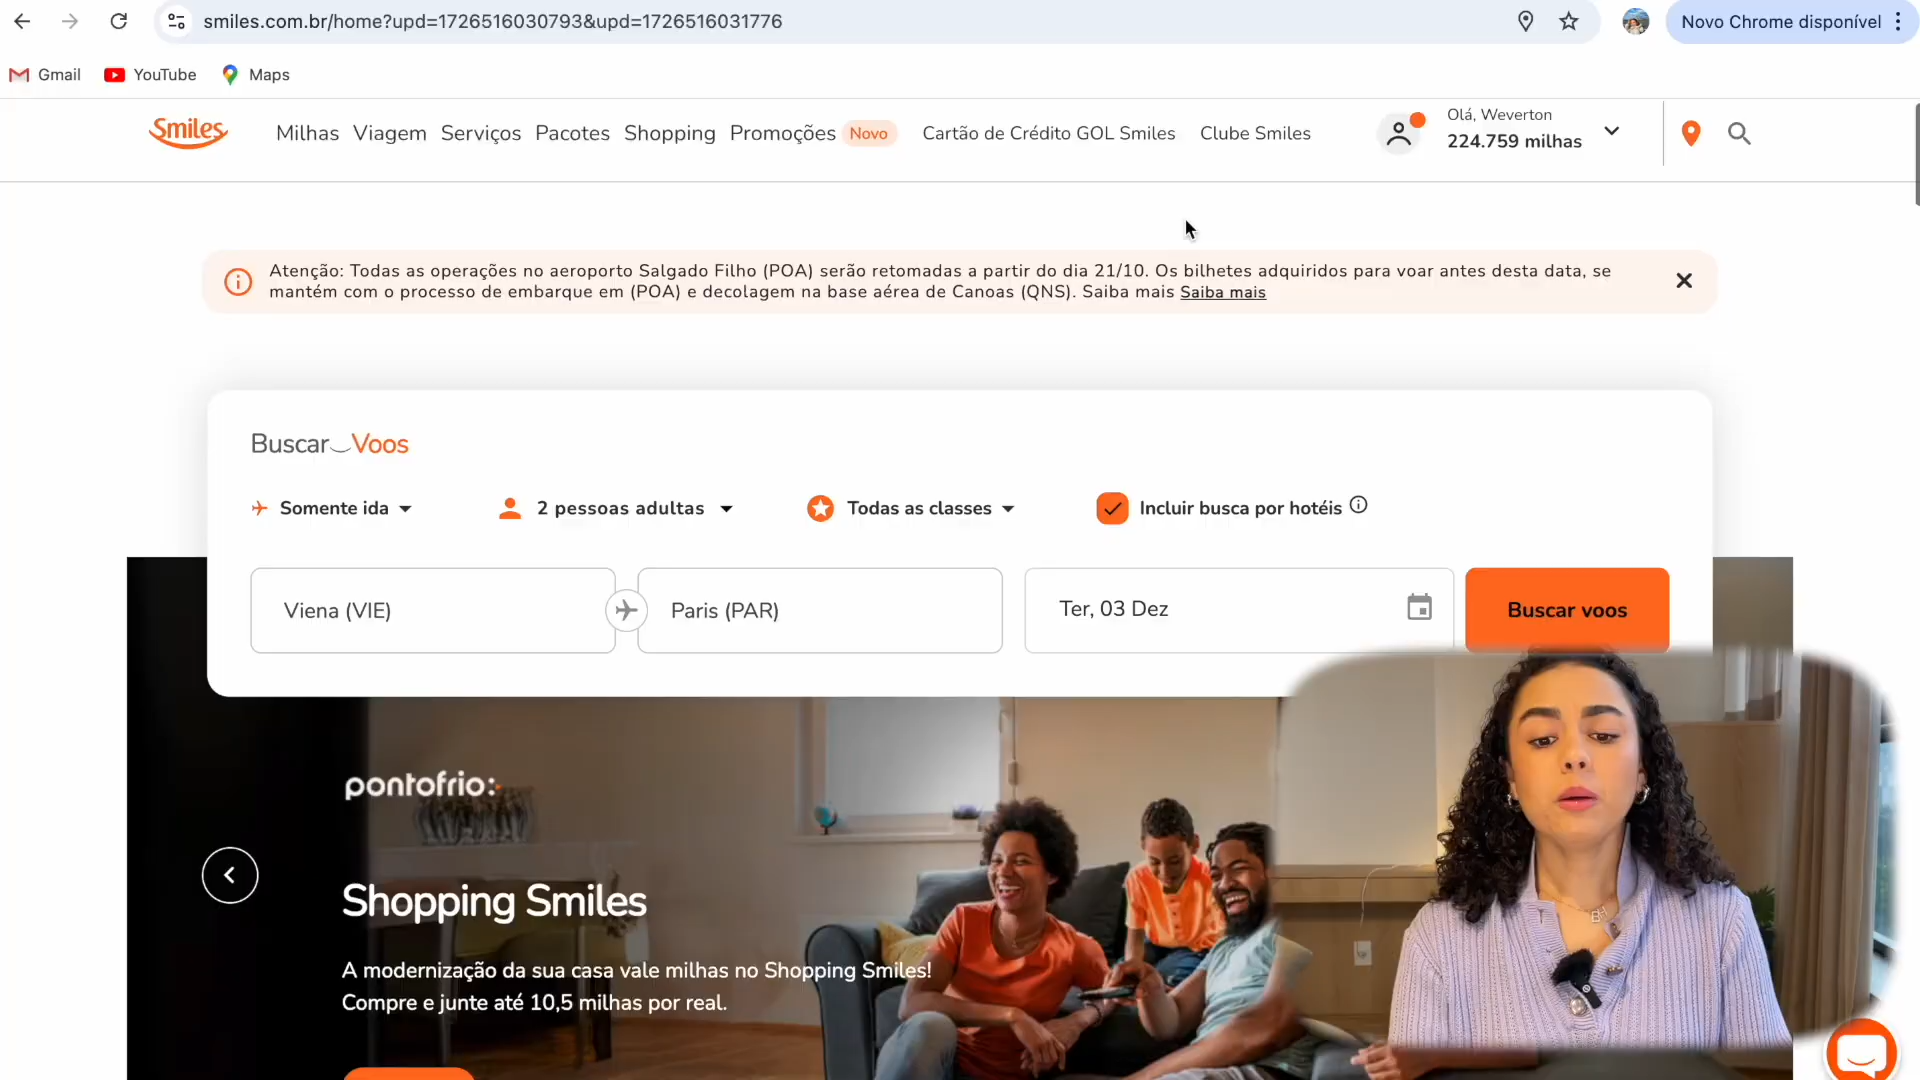 smiles.com.br/home?upd=1726516030793&upd=1726516031776
Novo Chrome disponível
Gmail
YouTube
Maps
Smiles
Milhas
Viagem
Serviços
Pacotes
Shopping
Promoções
Novo
Cartão de Crédito GOL Smiles
Clube Smiles
Olá, Weverton
224.759 milhas
Atenção: Todas as operações no aeroporto Salgado Filho (POA) serão retomadas a partir do dia 21/10. Os bilhetes adquiridos para voar antes desta data, se
mantém com o processo de embarque em (POA) e decolagem na base aérea de Canoas (QNS). Saiba mais Saiba mais
Buscar Voos
Somente ida
2 pessoas adultas
Todas as classes
Incluir busca por hotéis
Viena (VIE)
Paris (PAR)
Ter, 03 Dez
Buscar voos
pontofrio:
Shopping Smiles
A modernização da sua casa vale milhas no Shopping Smiles!
Compre e junte até 10,5 milhas por real.